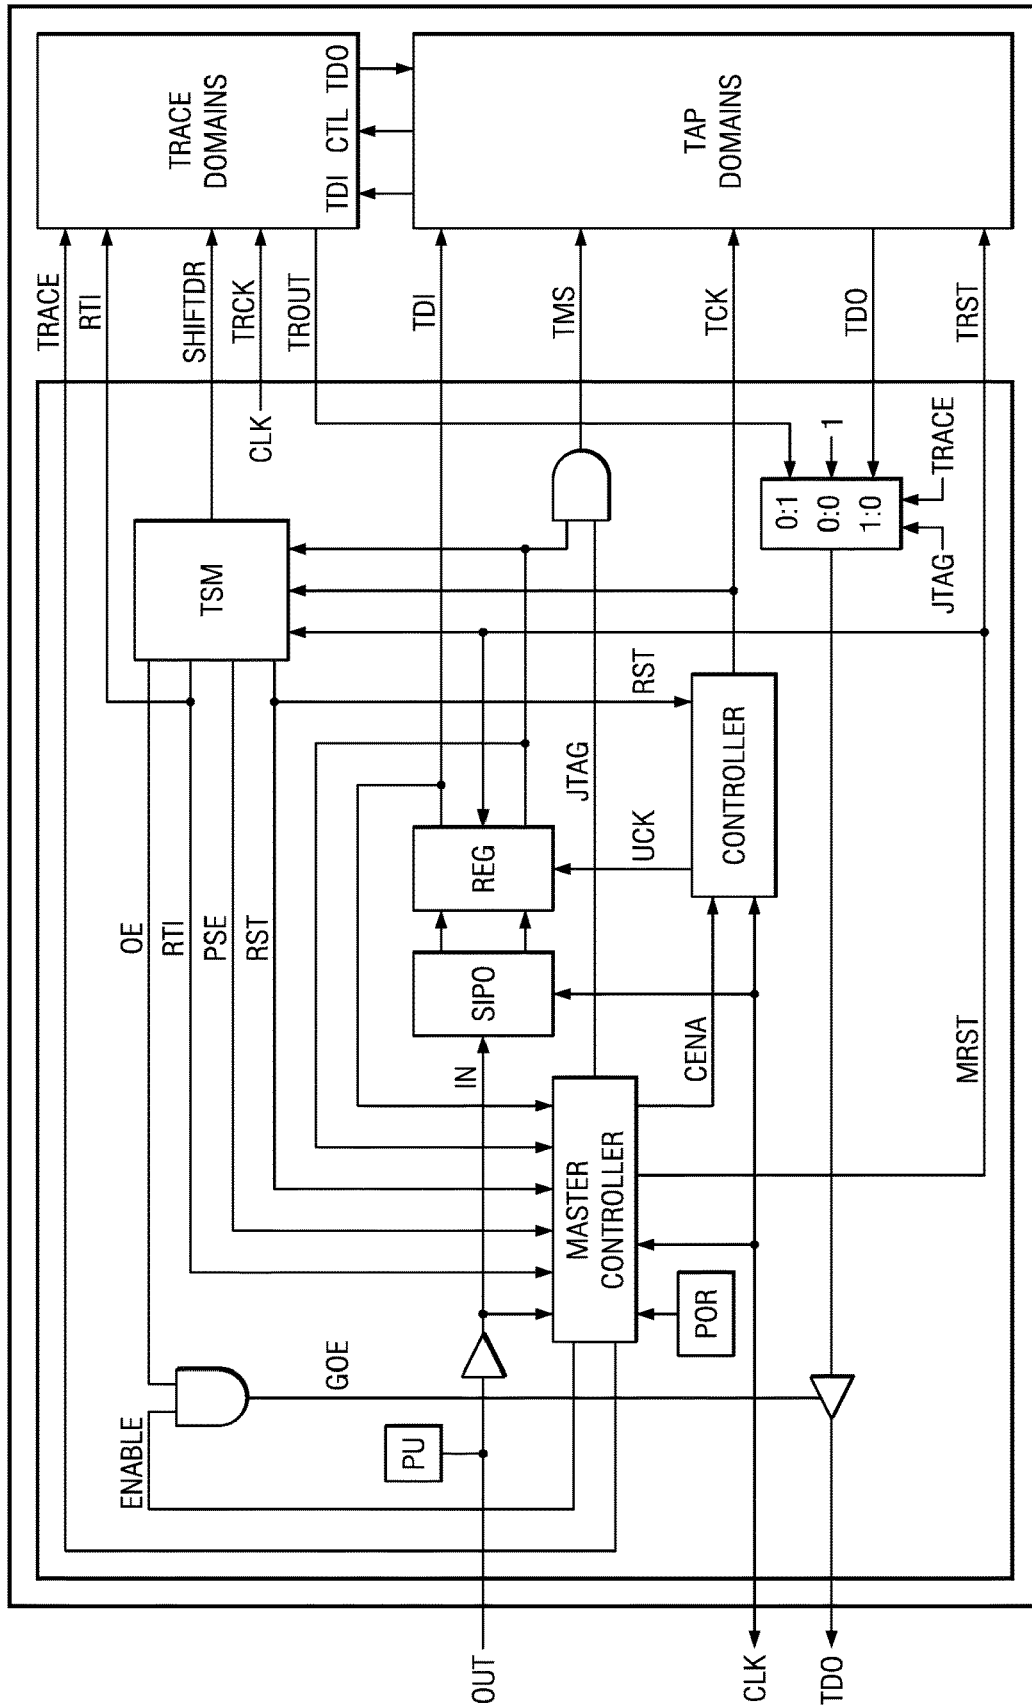 TRACE
DOMAINS
TDI
CTL
TDO
TAP
DOMAINS
TRACE
RTI
SHIFTDR
TRCK
TROUT
TDI
TMS
TCK
TDO
TRST
CLK
TSM
0:1
0:0
1:0
1
JTAG
TRACE
RST
OE
RTI
PSE
RST
REG
JTAG
UCK
CONTROLLER
SIPO
IN
CENA
MRST
MASTER
CONTROLLER
POR
GOE
ENABLE
PU
OUT
CLK
TDO